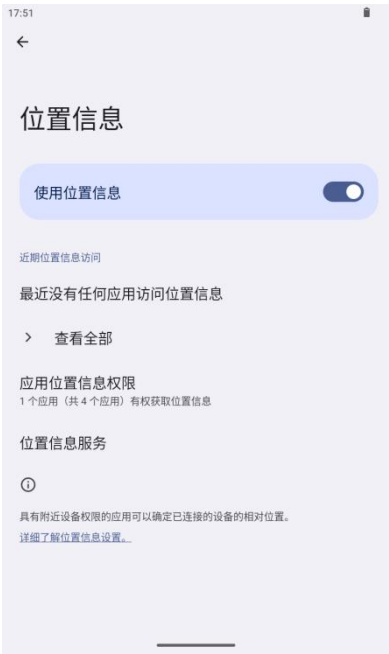 17:51
位置信息
使用位置信息
近期位置信息访问
最近没有任何应用访问位置信息
查看全部
应用位置信息权限
1 个应用（共 4 个应用）有权获取位置信息
位置信息服务
具有附近设备权限的应用可以确定已连接的设备的相对位置。
详细了解位置信息设置。